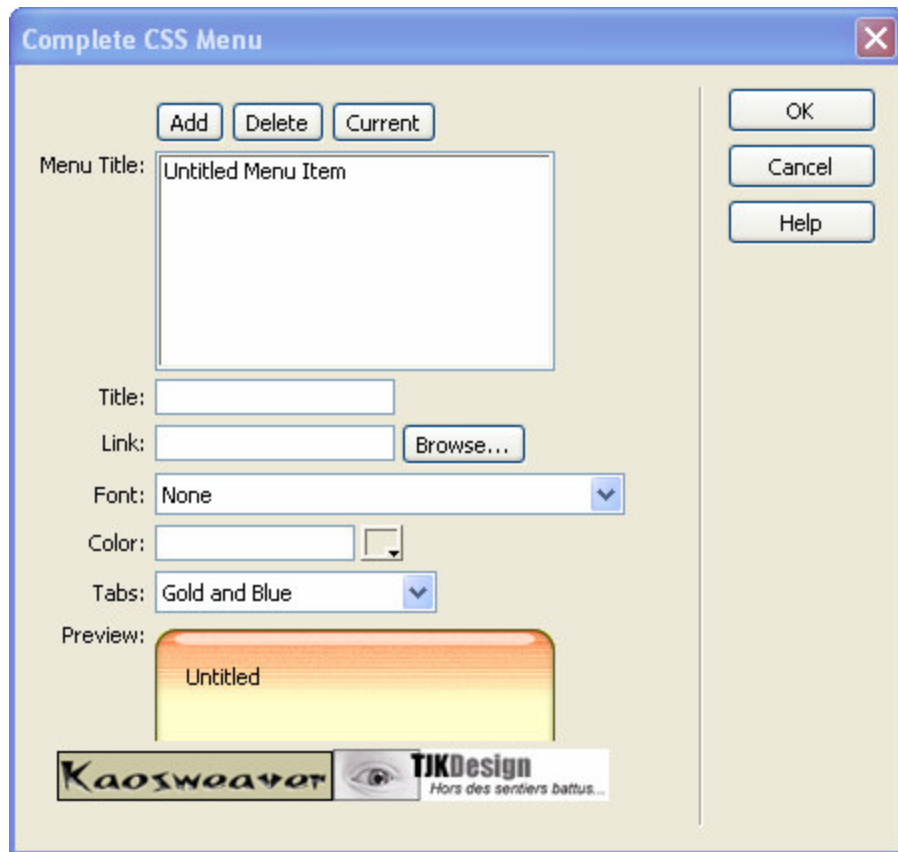 Complete CSS Menu
Add Delete Current
OK
Menu Title:
Untitled Menu Item
Cancel
Help
Title:
Link: Browse...
Font: None
Color:
Tabs: Gold and Blue
Preview:
Untitled
Kaosweaver
TJKDesign
Hors des sentiers battus...